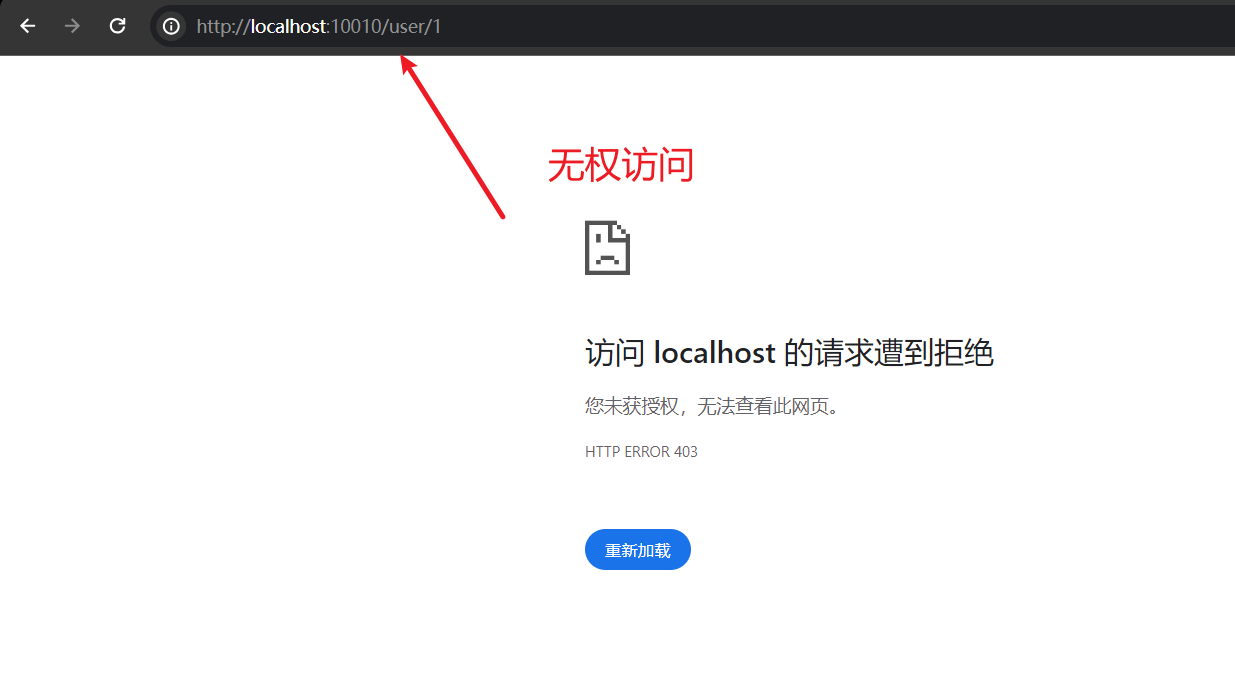 http://localhost:10010/user/1
无权访问
访问 localhost 的请求遭到拒绝
您未获授权，无法查看此网页。
HTTP ERROR 403
重新加载